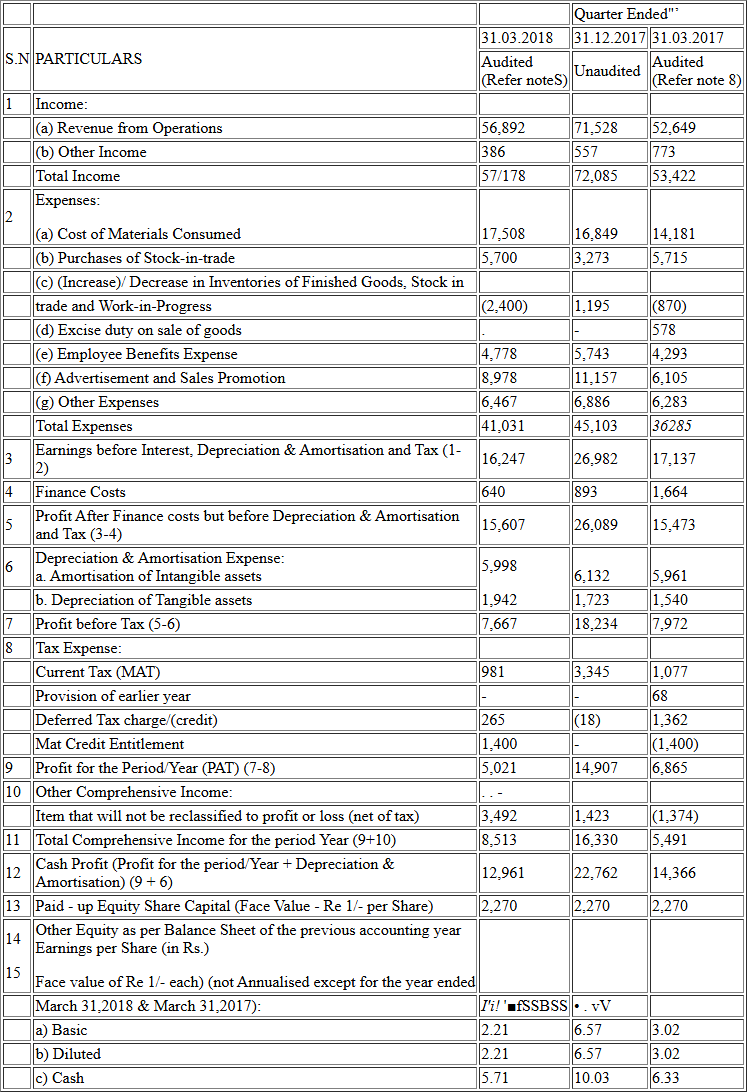 Quarter Ended"’
31.03.2018 31.12.2017 31.03.2017
S.N PARTICULARS Audited (Refer noteS) Unaudited Audited (Refer note 8)
1 Income:
(a) Revenue from Operations 56,892 71,528 52,649
(b) Other Income 386 557 773
Total Income 57/178 72,085 53,422
2 Expenses:
(a) Cost of Materials Consumed 17,508 16,849 14,181
(b) Purchases of Stock-in-trade 5,700 3,273 5,715
(c) (Increase)/ Decrease in Inventories of Finished Goods, Stock in
trade and Work-in-Progress (2,400) 1,195 (870)
(d) Excise duty on sale of goods . - 578
(e) Employee Benefits Expense 4,778 5,743 4,293
(f) Advertisement and Sales Promotion 8,978 11,157 6,105
(g) Other Expenses 6,467 6,886 6,283
Total Expenses 41,031 45,103 36285
3 Earnings before Interest, Depreciation & Amortisation and Tax (1-
2) 16,247 26,982 17,137
4 Finance Costs 640 893 1,664
5 Profit After Finance costs but before Depreciation & Amortisation
and Tax (3-4) 15,607 26,089 15,473
6 Depreciation & Amortisation Expense:
a. Amortisation of Intangible assets 5,998 6,132 5,961
b. Depreciation of Tangible assets 1,942 1,723 1,540
7 Profit before Tax (5-6) 7,667 18,234 7,972
8 Tax Expense:
Current Tax (MAT) 981 3,345 1,077
Provision of earlier year - - 68
Deferred Tax charge/(credit) 265 (18) 1,362
Mat Credit Entitlement 1,400 - (1,400)
9 Profit for the Period/Year (PAT) (7-8) 5,021 14,907 6,865
10 Other Comprehensive Income: . . -
Item that will not be reclassified to profit or loss (net of tax) 3,492 1,423 (1,374)
11 Total Comprehensive Income for the period Year (9+10) 8,513 16,330 5,491
12 Cash Profit (Profit for the period/Year + Depreciation &
Amortisation) (9 + 6) 12,961 22,762 14,366
13 Paid - up Equity Share Capital (Face Value - Re 1/- per Share) 2,270 2,270 2,270
14 Other Equity as per Balance Sheet of the previous accounting year
Earnings per Share (in Rs.)
15 Face value of Re 1/- each) (not Annualised except for the year ended
March 31,2018 & March 31,2017): I'i! '■fSSBSS • . vV
a) Basic 2.21 6.57 3.02
b) Diluted 2.21 6.57 3.02
c) Cash 5.71 10.03 6.33